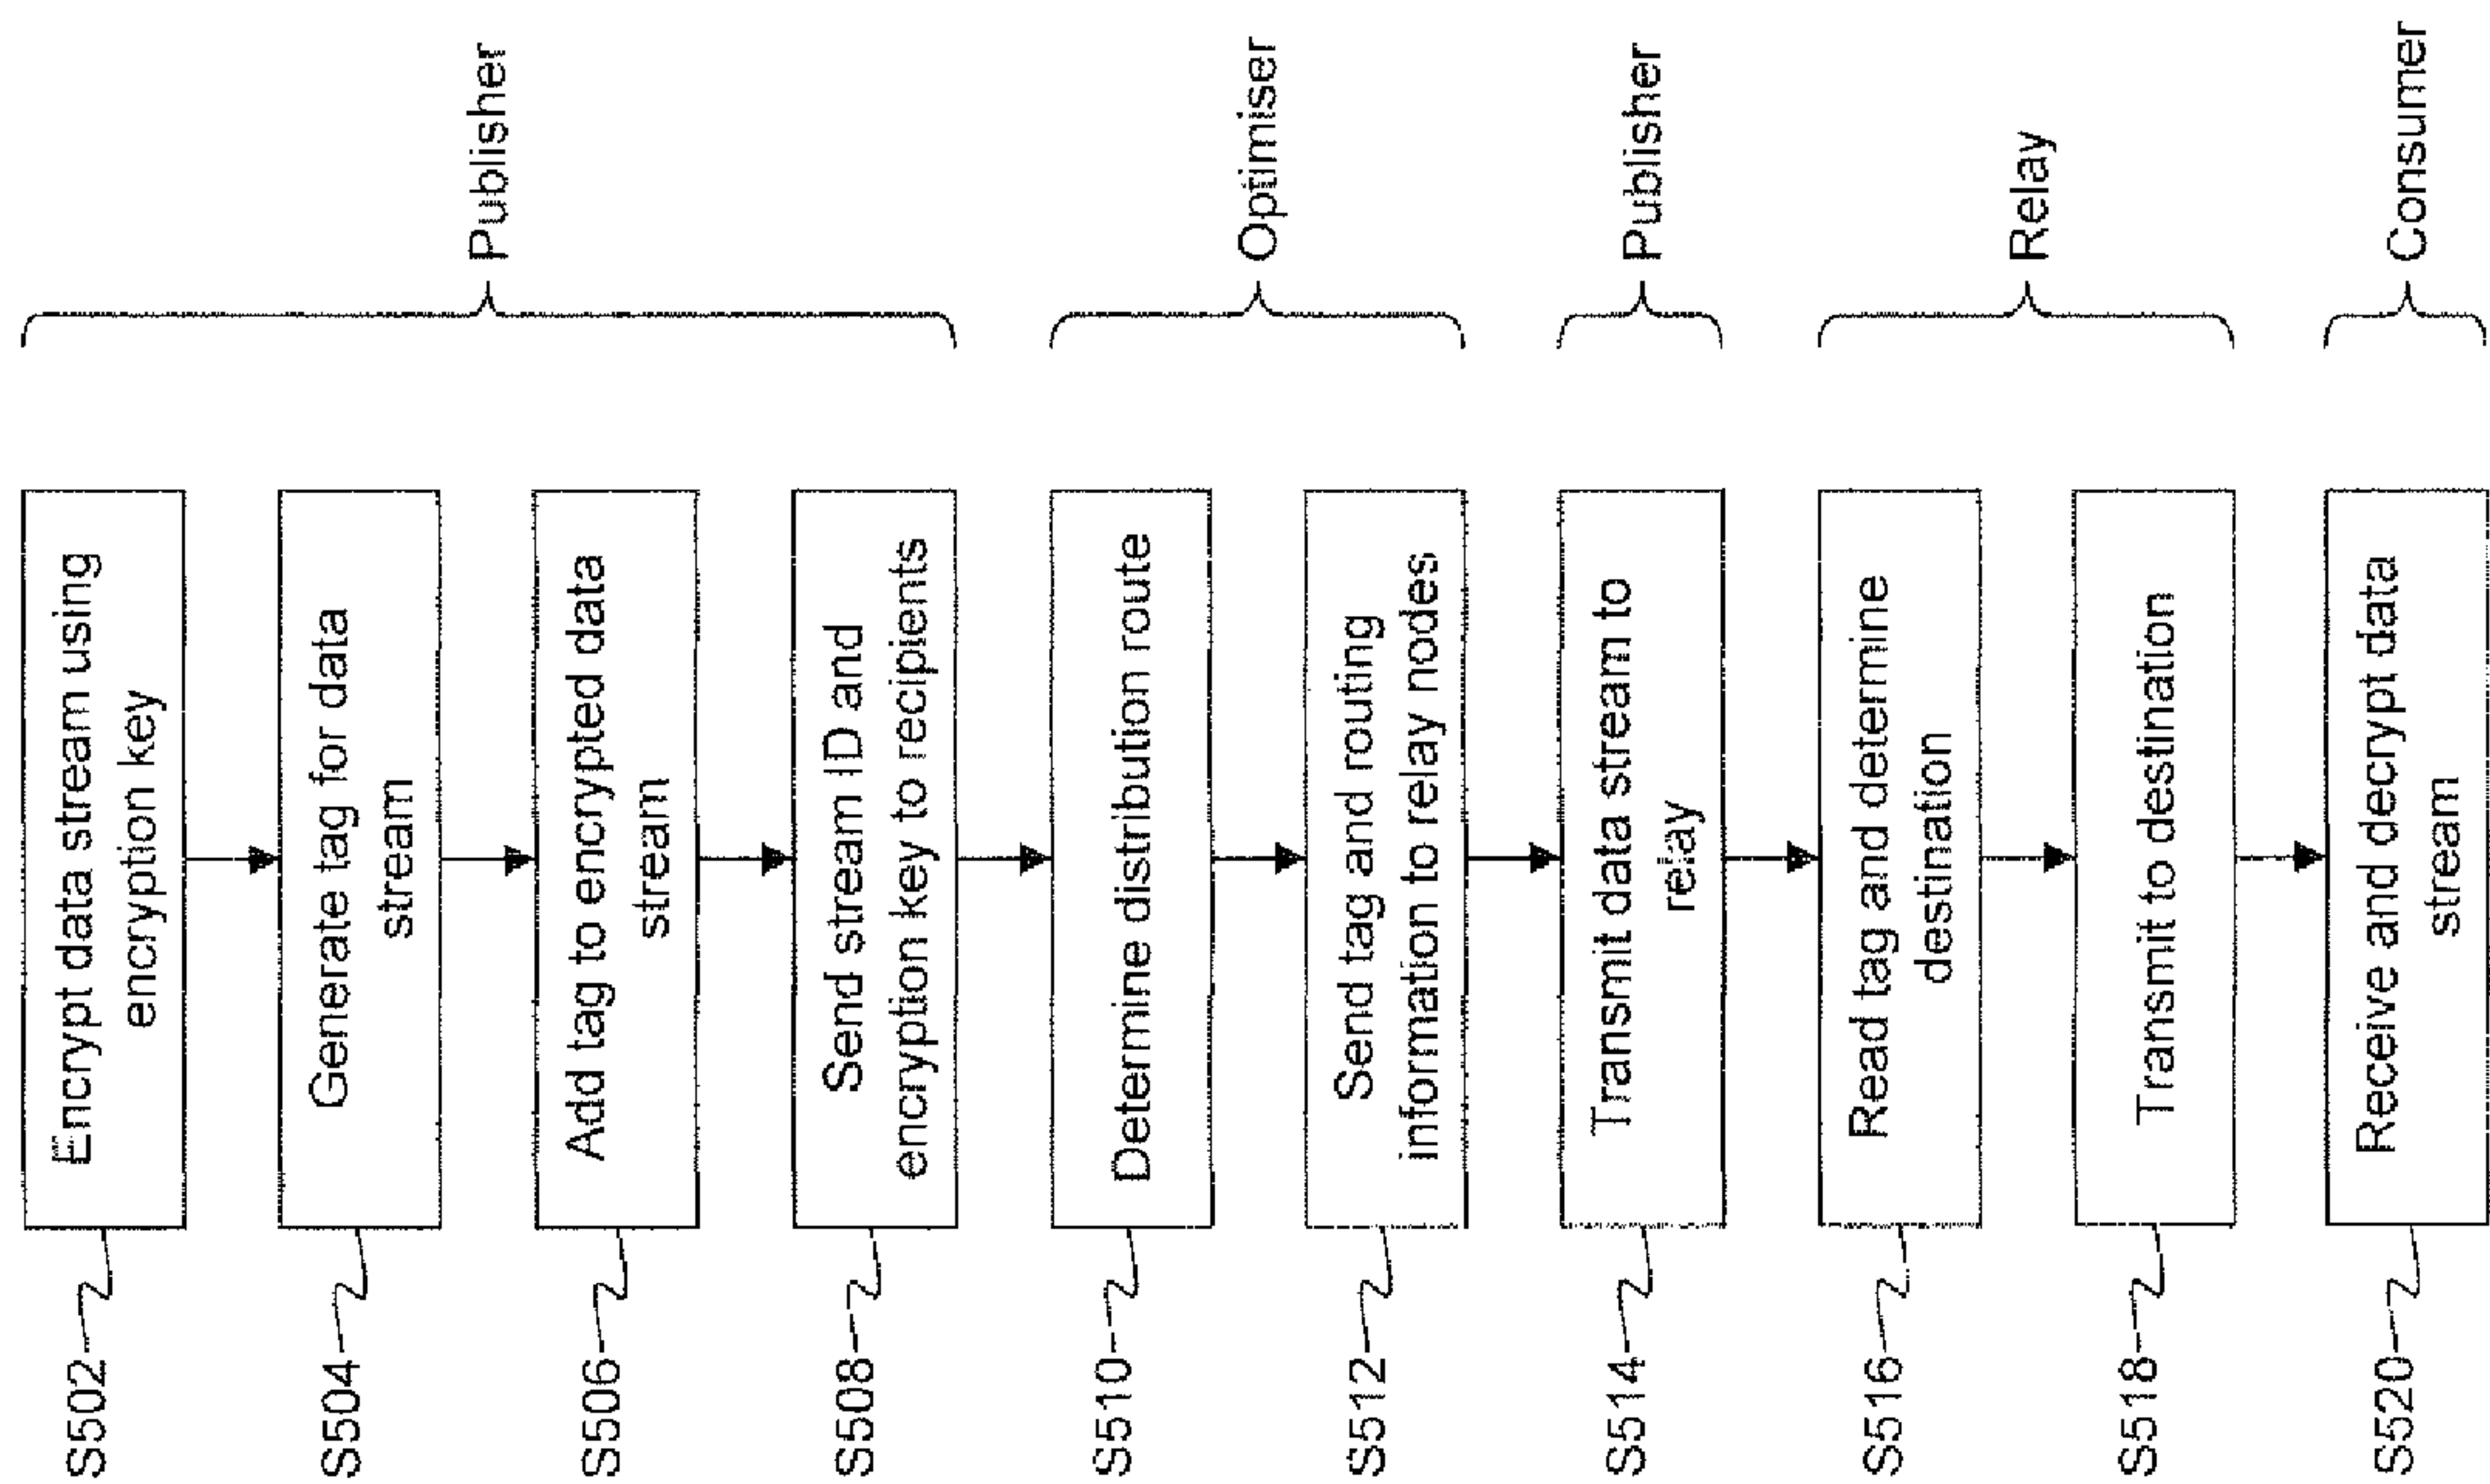 S502
Encrypt data stream using
encryption key
Publisher
S504
Generate tag for data
stream
S506
Add tag to encrypted data
stream
S508
Send stream ID and
encryption key to recipients
S510
Determine distribution route
Optimiser
S512
Send tag and routing
information to relay nodes
S514
Transmit data stream to
relay
Publisher
S516
Read tag and determine
destination
Relay
S518
Transmit to destination
S520
Receive and decrypt data
stream
Consumer